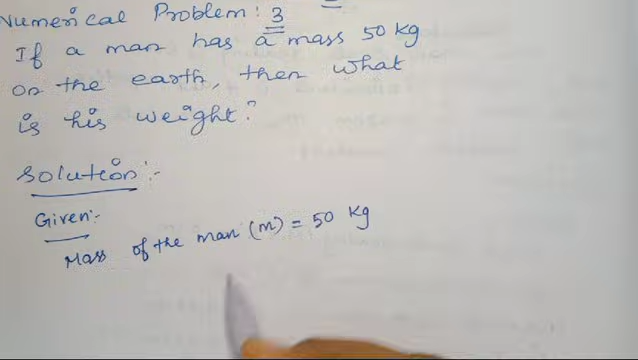 Numerical Problem: 3
If a man has a mass 50 kg
on the earth, then what
is his weight?
Solution:-
Given:-
Mass of the man (m) = 50 kg